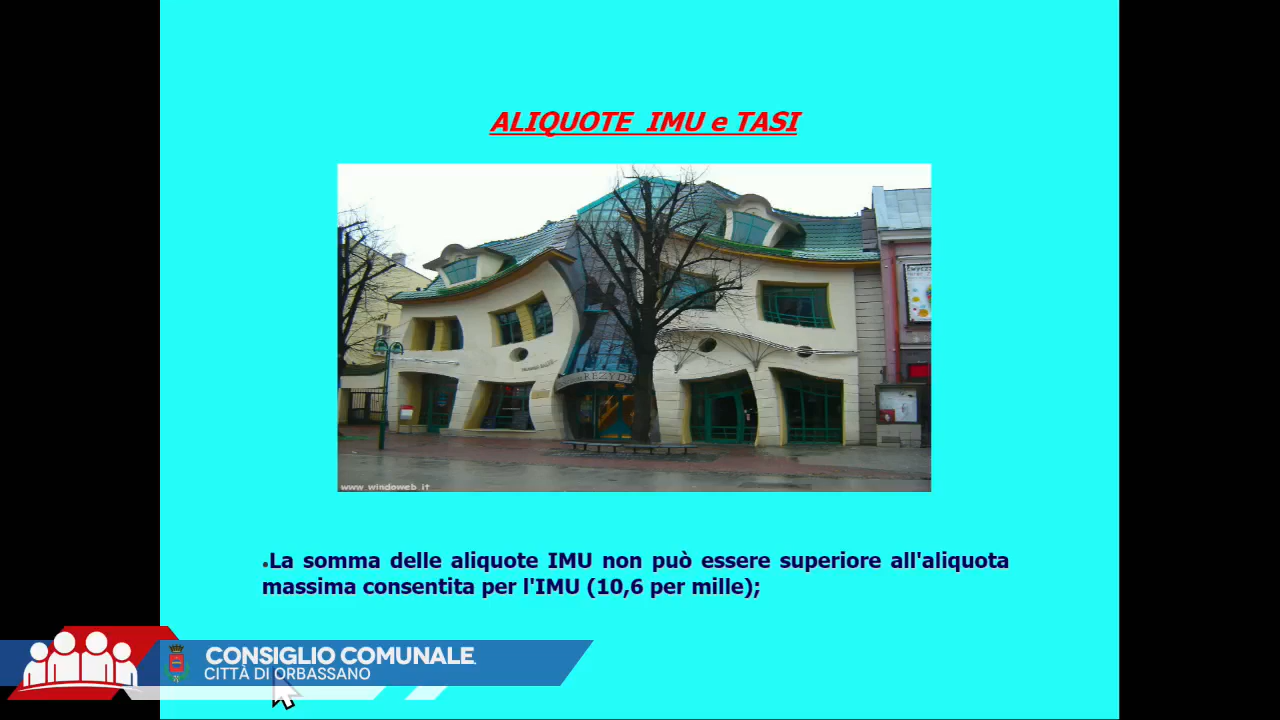 ALIQUOTE IMU e TASI
REZYD
www.windoweb.it
•La somma delle aliquote IMU non può essere superiore all'aliquota
massima consentita per l'IMU (10,6 per mille);
CONSIGLIO COMUNALE
CITTÀ DI ORBASSANO